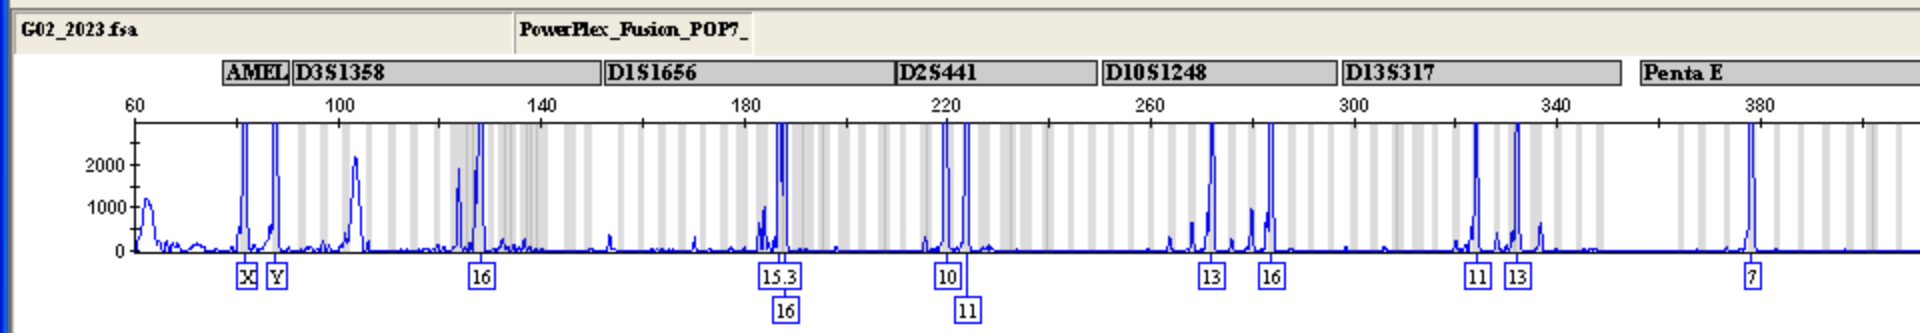 G02_2023.fsa PowerPlex_Fusion_POP7_
AMEL D3S1358 D1S1656 D2S441 D10S1248 D13S317 Penta E
60 100 140 180 220 260 300 340 380
2000
1000
0
X Y 16 15.3 10 13 16 11 13 7
16 11